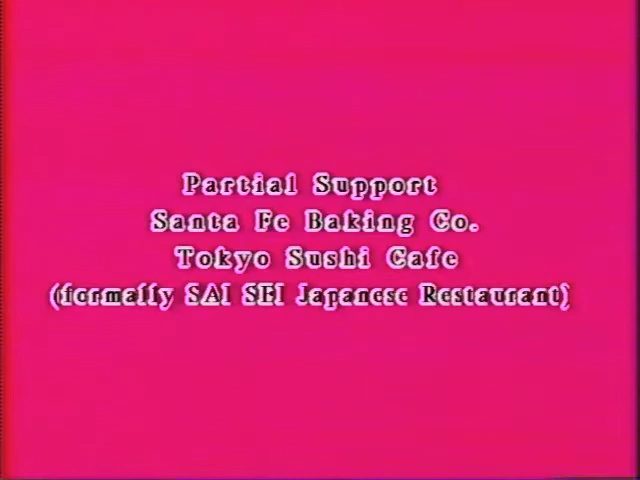 Partial Support
Santa Fe Baking Co.
Tokyo Sushi Cafe
(formally SAI SEI Japanese Restaurant)